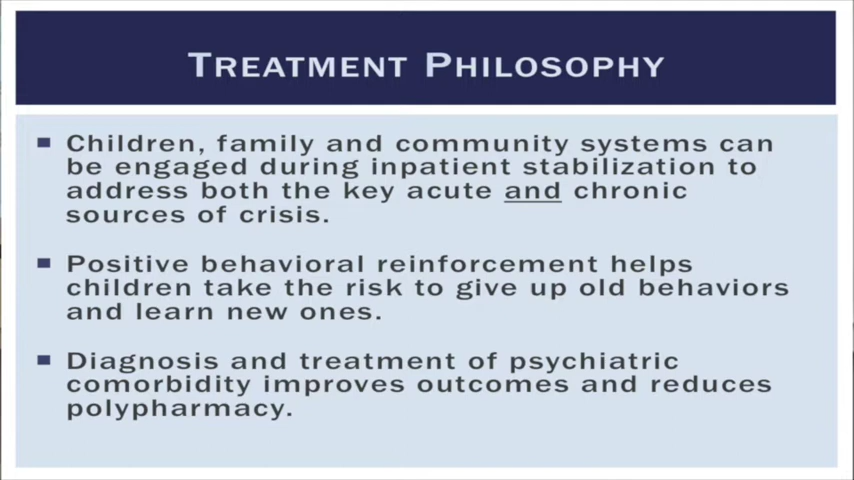 TREATMENT PHILOSOPHY
Children, family and community systems can
be engaged during inpatient stabilization to
address both the key acute and chronic
sources of crisis.
Positive behavioral reinforcement helps
children take the risk to give up old behaviors
and learn new ones.
Diagnosis and treatment of psychiatric
comorbidity improves outcomes and reduces
polypharmacy.